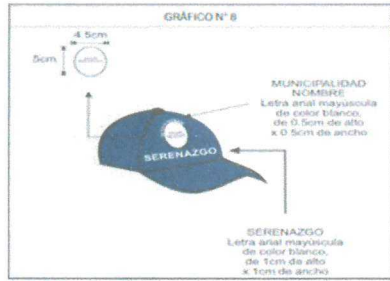 GRÁFICO N° 8
4.5cm
5cm
MUNICIPALIDAD
NOMBRE
Letra arial mayúscula
de color blanco,
de 0.5cm de alto
x 0.5cm de ancho
SERENAZGO
SERENAZGO
Letra arial mayúscula
de color blanco,
de 1cm de alto
x 1cm de ancho